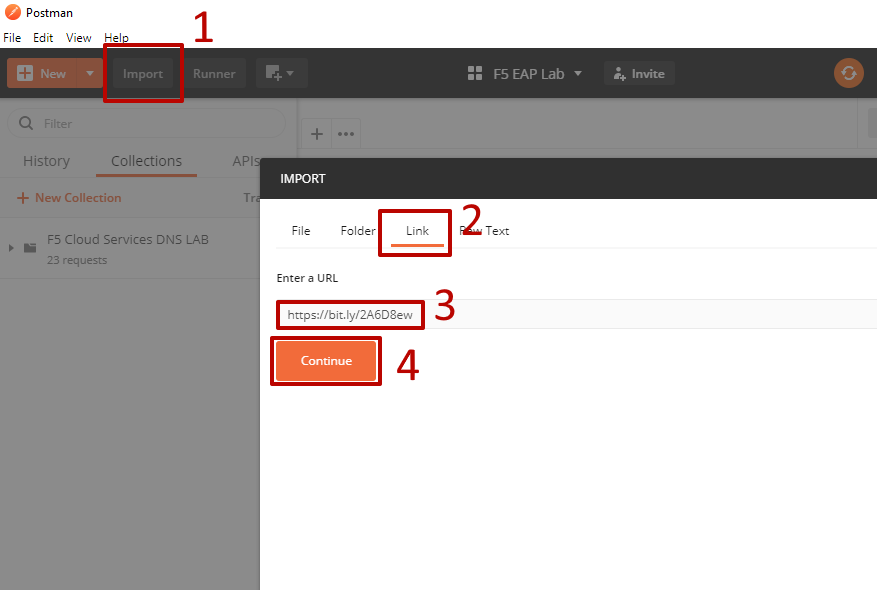 Postman
1
File Edit View Help
New Import Runner F5 EAP Lab Invite
Filter
History Collections APIs
New Collection Tra
IMPORT
2
File Folder Link Raw Text
F5 Cloud Services DNS LAB
23 requests
Enter a URL
https://bit.ly/2A6D8ew 3
Continue 4